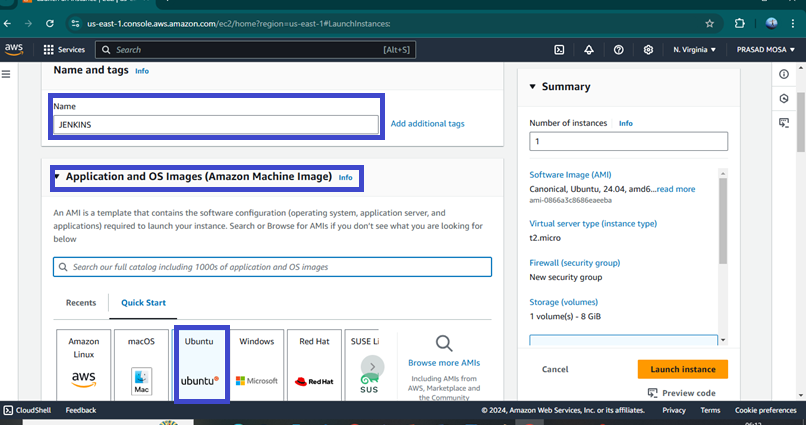 us-east-1.console.aws.amazon.com/ec2/home?region=us-east-1#LaunchInstances:
aws
Services
Search
[Alt+S]
N. Virginia
PRASAD MOSA
Name and tags Info
Name
JENKINS
Add additional tags
Application and OS Images (Amazon Machine Image) Info
An AMI is a template that contains the software configuration (operating system, application server, and
applications) required to launch your instance. Search or Browse for AMIs if you don't see what you are looking for
below
Search our full catalog including 1000s of application and OS images
Recents
Quick Start
Amazon
Linux
aws
macOS
Mac
Ubuntu
ubuntu
Windows
Microsoft
Red Hat
Red Hat
SUSE Li
SUS
Browse more AMIs
Including AMIs from
AWS, Marketplace and
the Community
Summary
Number of instances Info
1
Software Image (AMI)
Canonical, Ubuntu, 24.04, amd6...read more
ami-0866a3c8686eaeeba
Virtual server type (instance type)
t2.micro
Firewall (security group)
New security group
Storage (volumes)
1 volume(s) - 8 GiB
Cancel
Launch instance
Preview code
CloudShell
Feedback
© 2024, Amazon Web Services, Inc. or its affiliates.
Privacy
Terms
Cookie preferences